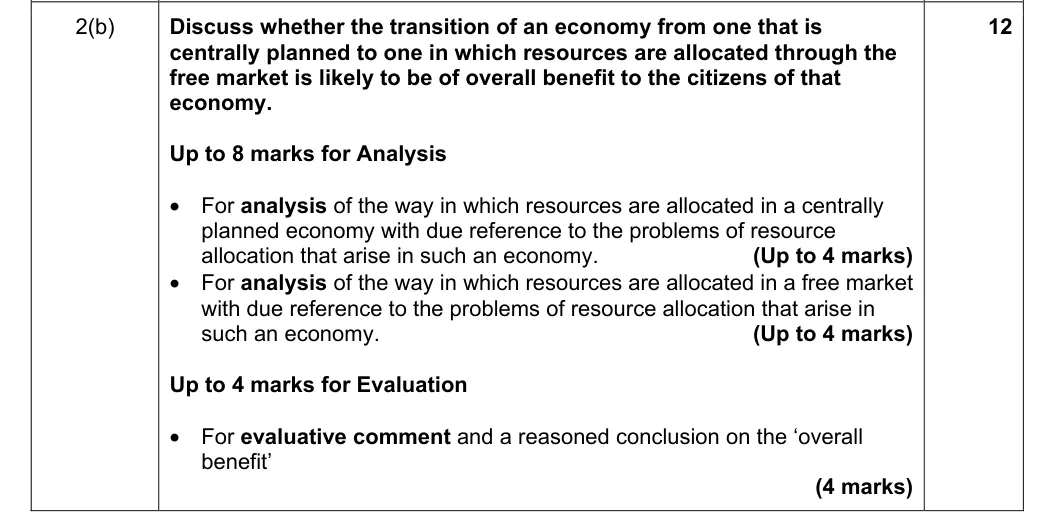 2(b)
Discuss whether the transition of an economy from one that is
centrally planned to one in which resources are allocated through the
free market is likely to be of overall benefit to the citizens of that
economy.
12
Up to 8 marks for Analysis
• For analysis of the way in which resources are allocated in a centrally
planned economy with due reference to the problems of resource
allocation that arise in such an economy. (Up to 4 marks)
• For analysis of the way in which resources are allocated in a free market
with due reference to the problems of resource allocation that arise in
such an economy. (Up to 4 marks)
Up to 4 marks for Evaluation
• For evaluative comment and a reasoned conclusion on the ‘overall
benefit’
(4 marks)